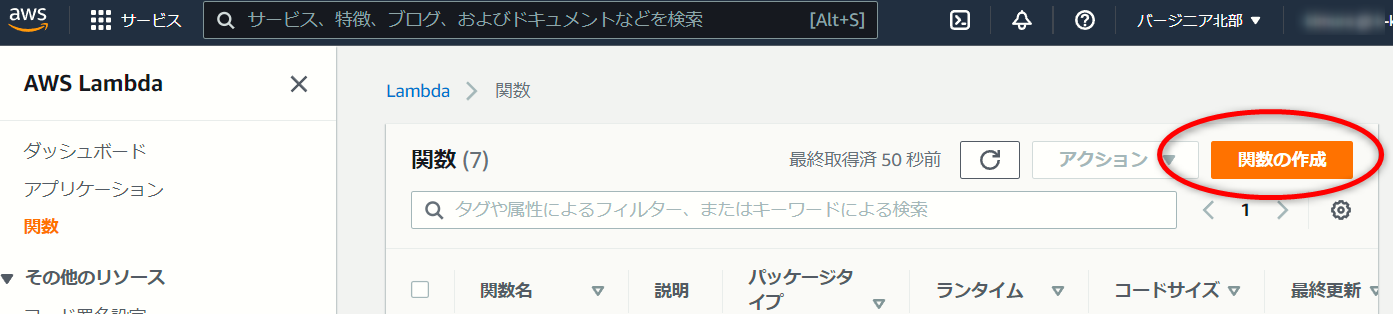 aws サービス サービス、特徴、ブログ、およびドキュメントなどを検索 [Alt+S] バージニア北部
AWS Lambda
Lambda 関数
ダッシュボード
アプリケーション
関数
その他のリソース
関数 (7) 最終取得済 50 秒前 アクション 関数の作成
タグや属性によるフィルター、またはキーワードによる検索 1
関数名 説明 パッケージタ
イプ ランタイム コードサイズ 最終更新